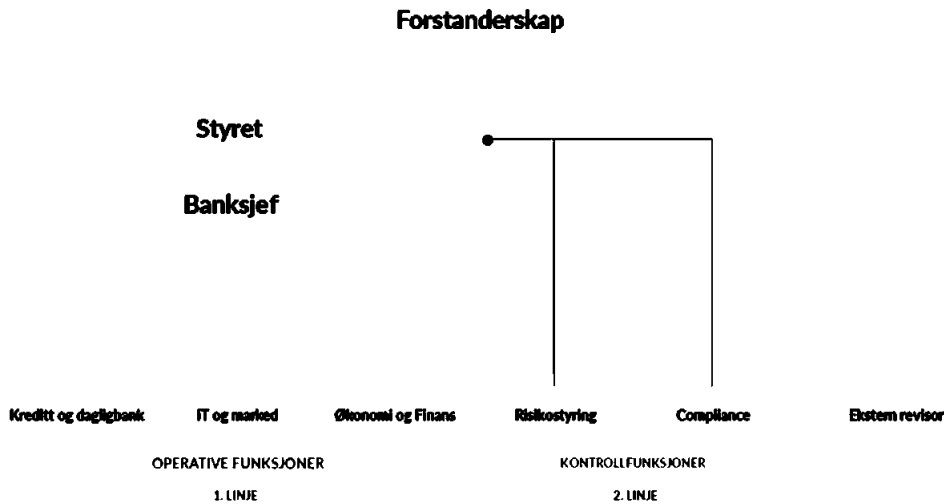 Forstanderskap
Styret
Banksjef
Kreditt og dagligbank IT og marked Økonomi og Finans Risikostyring Compliance Ekstern revisor
OPERATIVE FUNKSJONER KONTROLLFUNKSJONER
1. LINJE 2. LINJE